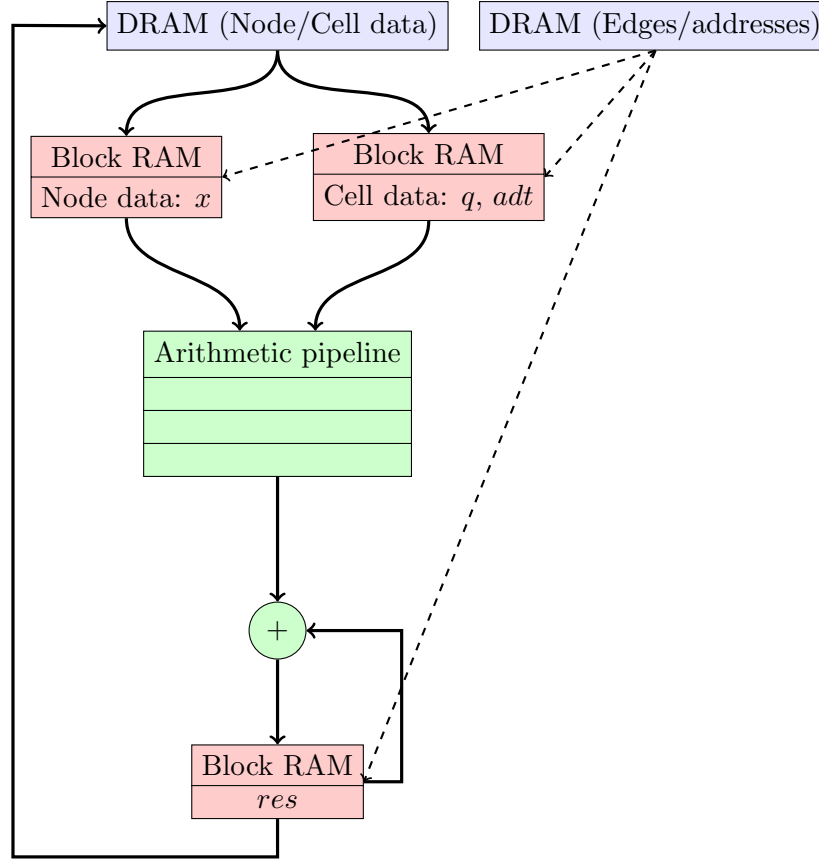 DRAM (Node/Cell data)
DRAM (Edges/addresses)
Block RAM
Node data: x
Block RAM
Cell data: q, adt
Arithmetic pipeline
+
Block RAM
res